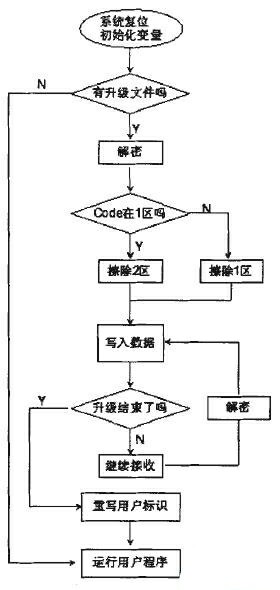 系统复位
初始化变量
N
有升级文件吗
Y
解密
Code在1区吗
N
Y
擦除2区
擦除1区
写入数据
Y
升级结束了吗
解密
N
继续接收
重写用户标识
运行用户程序